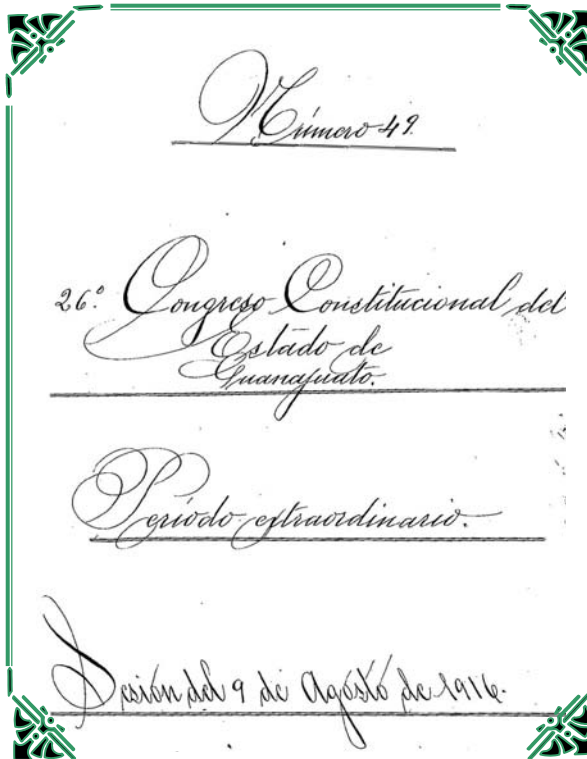 Número 49.
26.º Congreso Constitucional del
Estado de
Guanajuato.
Período extraordinario.
Sesión del 9 de Agosto de 1916.